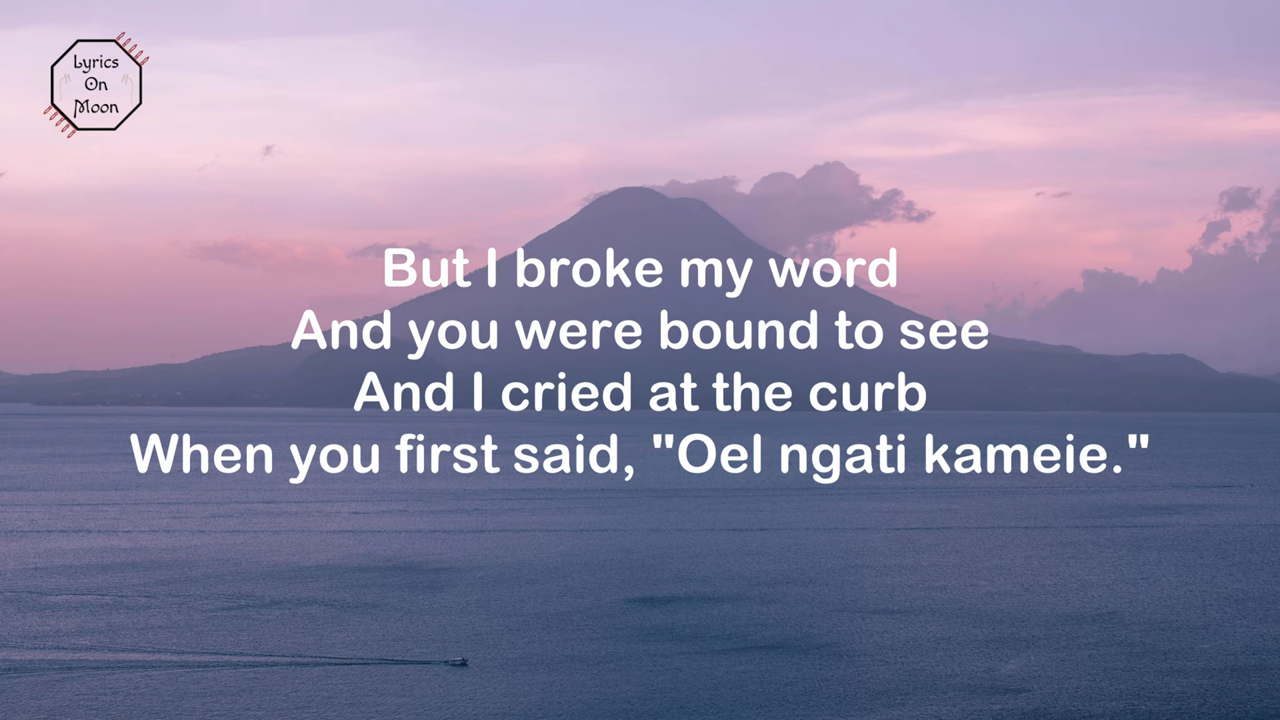 Lyrics
On
Moon
But I broke my word
And you were bound to see
And I cried at the curb
When you first said, "Oel ngati kameie."